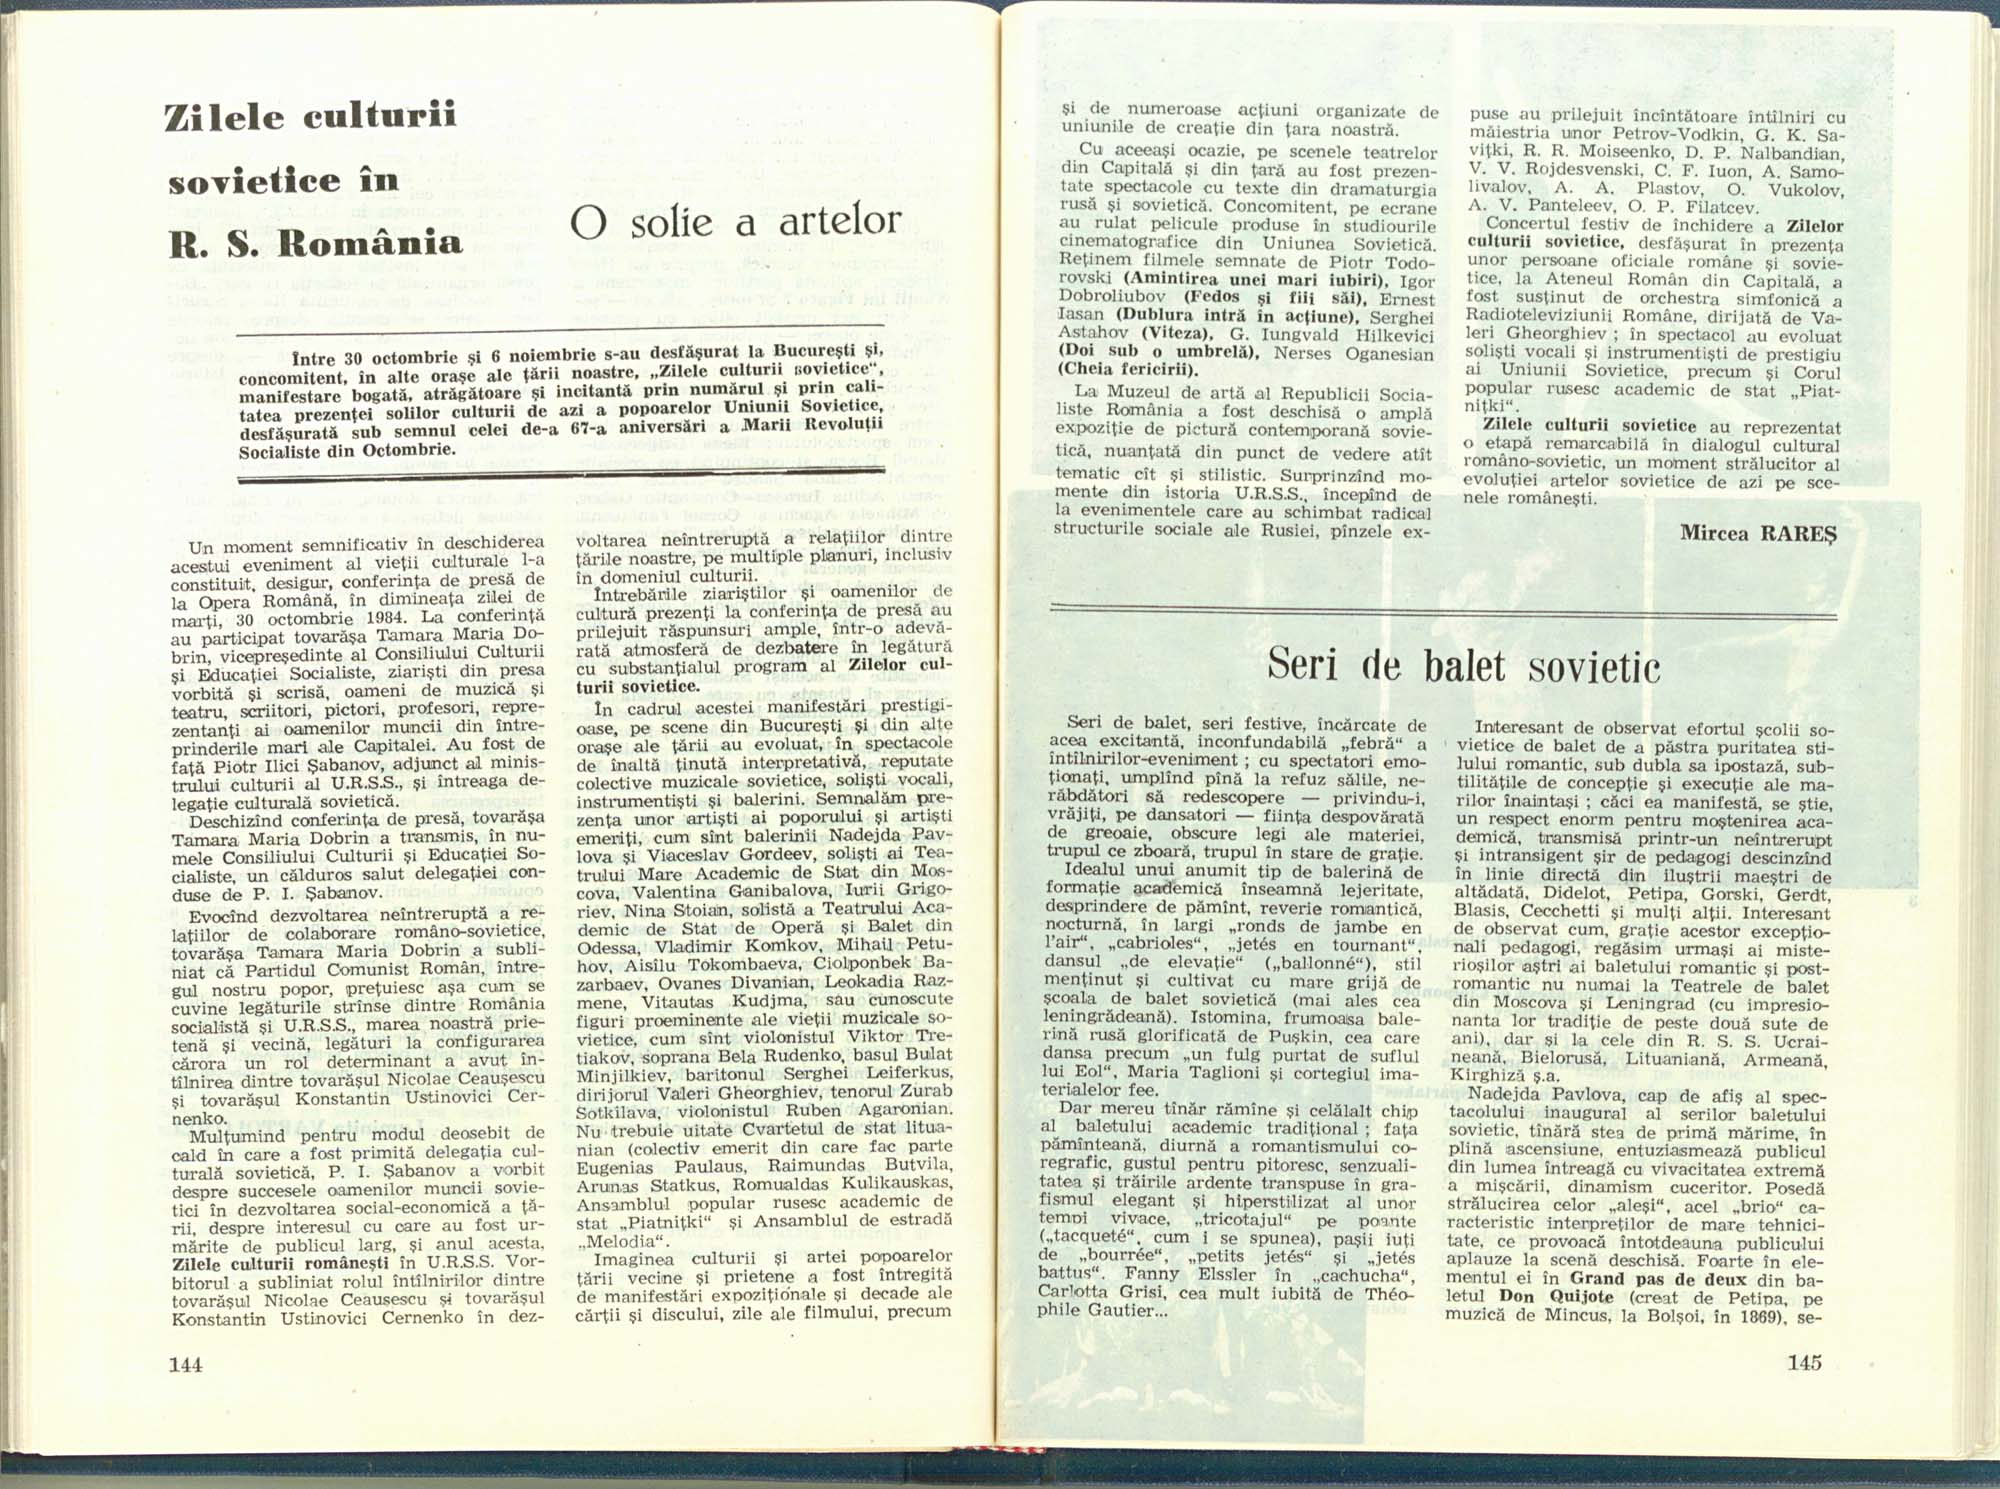 Zilele culturii
sovietice în
R. S. România
O solie a artelor
Între 30 octombrie și 6 noiembrie s-au desfășurat la București și,
concomitent, în alte orașe ale țării noastre, „Zilele culturii sovietice“,
manifestare bogată, atrăgătoare și incitantă prin numărul și prin cali-
tatea prezenței solilor culturii de azi a popoarelor Uniunii Sovietice,
desfășurată sub semnul celei de-a 67-a aniversări a Marii Revoluții
Socialiste din Octombrie.
Un moment semnificativ în deschiderea
acestui eveniment al vieții culturale l-a
constituit, desigur, conferința de presă de
la Opera Română, în dimineața zilei de
marți, 30 octombrie 1984. La conferință
au participat tovarășa Tamara Maria Do-
brin, vicepreședinte al Consiliului Culturii
și Educației Socialiste, ziariști din presa
vorbită și scrisă, oameni de muzică și
teatru, scriitori, pictori, profesori, repre-
zentanți ai oamenilor muncii din între-
prinderile mari ale Capitalei. Au fost de
față Piotr Ilici Șabanov, adjunct al minis-
trului culturii al U.R.S.S., și întreaga de-
legație culturală sovietică.
Deschizînd conferința de presă, tovarășa
Tamara Maria Dobrin a transmis, în nu-
mele Consiliului Culturii și Educației So-
cialiste, un călduros salut delegației con-
duse de P. I. Șabanov.
Evocînd dezvoltarea neîntreruptă a re-
lațiilor de colaborare româno-sovietice,
tovarășa Tamara Maria Dobrin a subli-
niat că Partidul Comunist Român, între-
gul nostru popor, prețuiesc așa cum se
cuvine legăturile strînse dintre România
socialistă și U.R.S.S., marea noastră prie-
tenă și vecină, legături la configurarea
cărora un rol determinant a avut în-
tîlnirea dintre tovarășul Nicolae Ceaușescu
și tovarășul Konstantin Ustinovici Cer-
nenko.
Mulțumind pentru modul deosebit de
cald în care a fost primită delegația cul-
turală sovietică, P. I. Șabanov a vorbit
despre succesele oamenilor muncii sovie-
tici în dezvoltarea social-economică a ță-
rii, despre interesul cu care au fost ur-
mărite de publicul larg, și anul acesta,
Zilele culturii românești în U.R.S.S. Vor-
bitorul a subliniat rolul întîlnirilor dintre
tovarășul Nicolae Ceaușescu și tovarășul
Konstantin Ustinovici Cernenko în dez-
voltarea neîntreruptă a relațiilor dintre
țările noastre, pe multiple planuri, inclusiv
în domeniul culturii.
Întrebările ziariștilor și oamenilor de
cultură prezenți la conferința de presă au
prilejuit răspunsuri ample, într-o adevă-
rată atmosferă de dezbatere în legătură
cu substanțialul program al Zilelor cul-
turii sovietice.
În cadrul acestei manifestări prestigi-
oase, pe scene din București și din alte
orașe ale țării au evoluat, în spectacole
de înaltă ținută interpretativă, reputate
colective muzicale sovietice, soliști vocali,
instrumentiști și balerini. Semnalăm pre-
zența unor artiști ai poporului și artiști
emeriți, cum sînt balerinii Nadejda Pav-
lova și Viaceslav Gordeev, soliști ai Tea-
trului Mare Academic de Stat din Mos-
cova, Valentina Ganibalova, Iurii Grigo-
riev, Nina Stoian, solistă a Teatrului Aca-
demic de Stat de Operă și Balet din
Odessa, Vladimir Komkov, Mihail Petu-
hov, Aisîlu Tokombaeva, Ciolponbek Ba-
zarbaev, Ovanes Divanian, Leokadia Raz-
mene, Vitautas Kudjma, sau cunoscute
figuri proeminente ale vieții muzicale so-
vietice, cum sînt violonistul Viktor Tre-
tiakov, soprana Bela Rudenko, basul Bulat
Minjilkiev, baritonul Serghei Leiferkus,
dirijorul Valeri Gheorghiev, tenorul Zurab
Sotkilava, violonistul Ruben Agaronian.
Nu trebuie uitate Cvartetul de stat litua-
nian (colectiv emerit din care fac parte
Eugenias Paulaus, Raimundas Butvila,
Arunas Statkus, Romualdas Kulikauskas,
Ansamblul popular rusesc academic de
stat „Piatnițki“ și Ansamblul de estradă
„Melodia“.
Imaginea culturii și artei popoarelor
țării vecine și prietene a fost întregită
de manifestări expoziționale și decade ale
cărții și discului, zile ale filmului, precum
144
și de numeroase acțiuni organizate de
uniunile de creație din țara noastră.
Cu aceeași ocazie, pe scenele teatrelor
din Capitală și din țară au fost prezen-
tate spectacole cu texte din dramaturgia
rusă și sovietică. Concomitent, pe ecrane
au rulat pelicule produse în studiourile
cinematografice din Uniunea Sovietică.
Reținem filmele semnate de Piotr Todo-
rovski (Amintirea unei mari iubiri), Igor
Dobroliubov (Fedos și fiii săi), Ernest
Iasan (Dublura intră în acțiune), Serghei
Astahov (Viteza), G. Iungvald Hilkevici
(Doi sub o umbrelă), Nerses Oganesian
(Cheia fericirii).
La Muzeul de artă al Republicii Socia-
liste România a fost deschisă o amplă
expoziție de pictură contemporană sovie-
tică, nuanțată din punct de vedere atît
tematic cît și stilistic. Surprinzînd mo-
mente din istoria U.R.S.S., începînd de
la evenimentele care au schimbat radical
structurile sociale ale Rusiei, pînzele ex-
puse au prilejuit încîntătoare întîlniri cu
măiestria unor Petrov-Vodkin, G. K. Sa-
vițki, R. R. Moiseenko, D. P. Nalbandian,
V. V. Rojdesvenski, C. F. Iuon, A. Samo-
livalov, A. A. Plastov, O. Vukolov,
A. V. Panteleev, O. P. Filatcev.
Concertul festiv de închidere a Zilelor
culturii sovietice, desfășurat în prezența
unor persoane oficiale române și sovie-
tice, la Ateneul Român din Capitală, a
fost susținut de orchestra simfonică a
Radioteleviziunii Române, dirijată de Va-
leri Gheorghiev ; în spectacol au evoluat
soliști vocali și instrumentiști de prestigiu
ai Uniunii Sovietice, precum și Corul
popular rusesc academic de stat „Piat-
nițki“.
Zilele culturii sovietice au reprezentat
o etapă remarcabilă în dialogul cultural
româno-sovietic, un moment strălucitor al
evoluției artelor sovietice de azi pe sce-
nele românești.
Mircea RAREȘ
Seri de balet sovietic
Seri de balet, seri festive, încărcate de
acea excitantă, inconfundabilă „febră“ a
întîlnirilor-eveniment ; cu spectatori emo-
ționați, umplînd pînă la refuz sălile, ne-
răbdători să redescopere — privindu-i,
vrăjiți, pe dansatori — ființa despovărată
de greoaie, obscure legi ale materiei,
trupul ce zboară, trupul în stare de grație.
Idealul unui anumit tip de balerină de
formație academică înseamnă lejeritate,
desprindere de pămînt, reverie romantică,
nocturnă, în largi „ronds de jambe en
l'air“, „cabrioles“, „jetés en tournant“,
dansul „de elevație“ („ballonné“), stil
menținut și cultivat cu mare grijă de
școala de balet sovietică (mai ales cea
leningrădeană). Istomina, frumoasa bale-
rină rusă glorificată de Pușkin, cea care
dansa precum „un fulg purtat de suflul
lui Eol“, Maria Taglioni și cortegiul ima-
terialelor fee.
Dar mereu tînăr rămîne și celălalt chip
al baletului academic tradițional ; fața
pămînteană, diurnă a romantismului co-
regrafic, gustul pentru pitoresc, senzuali-
tatea și trăirile ardente transpuse în gra-
fismul elegant și hiperstilizat al unor
tempi vivace, „tricotajul“ pe poante
(„tacqueté“, cum i se spunea), pașii iuți
de „bourrée“, „petits jetés“ și „jetés
battus“. Fanny Elssler în „cachucha“,
Carlotta Grisi, cea mult iubită de Théo-
phile Gautier...
Interesant de observat efortul școlii so-
vietice de balet de a păstra puritatea sti-
lului romantic, sub dubla sa ipostază, sub-
tilitățile de concepție și execuție ale ma-
rilor înaintași ; căci ea manifestă, se știe,
un respect enorm pentru moștenirea aca-
demică, transmisă printr-un neîntrerupt
și intransigent șir de pedagogi descinzînd
în linie directă din iluștrii maeștri de
altădată, Didelot, Petipa, Gorski, Gerdt,
Blasis, Cecchetti și mulți alții. Interesant
de observat cum, grație acestor excepțio-
nali pedagogi, regăsim urmași ai miste-
rioșilor aștri ai baletului romantic și post-
romantic nu numai la Teatrele de balet
din Moscova și Leningrad (cu impresio-
nanta lor tradiție de peste două sute de
ani), dar și la cele din R. S. S. Ucrai-
neană, Bielorusă, Lituaniană, Armeană,
Kirghiză ș.a.
Nadejda Pavlova, cap de afiș al spec-
tacolului inaugural al serilor baletului
sovietic, tînără stea de primă mărime, în
plină ascensiune, entuziasmează publicul
din lumea întreagă cu vivacitatea extremă
a mișcării, dinamism cuceritor. Posedă
strălucirea celor „aleși“, acel „brio“ ca-
racteristic interpreților de mare tehnici-
tate, ce provoacă întotdeauna publicului
aplauze la scenă deschisă. Foarte în ele-
mentul ei în Grand pas de deux din ba-
letul Don Quijote (creat de Petipa, pe
muzică de Mincus, la Bolșoi, în 1869), se-
145